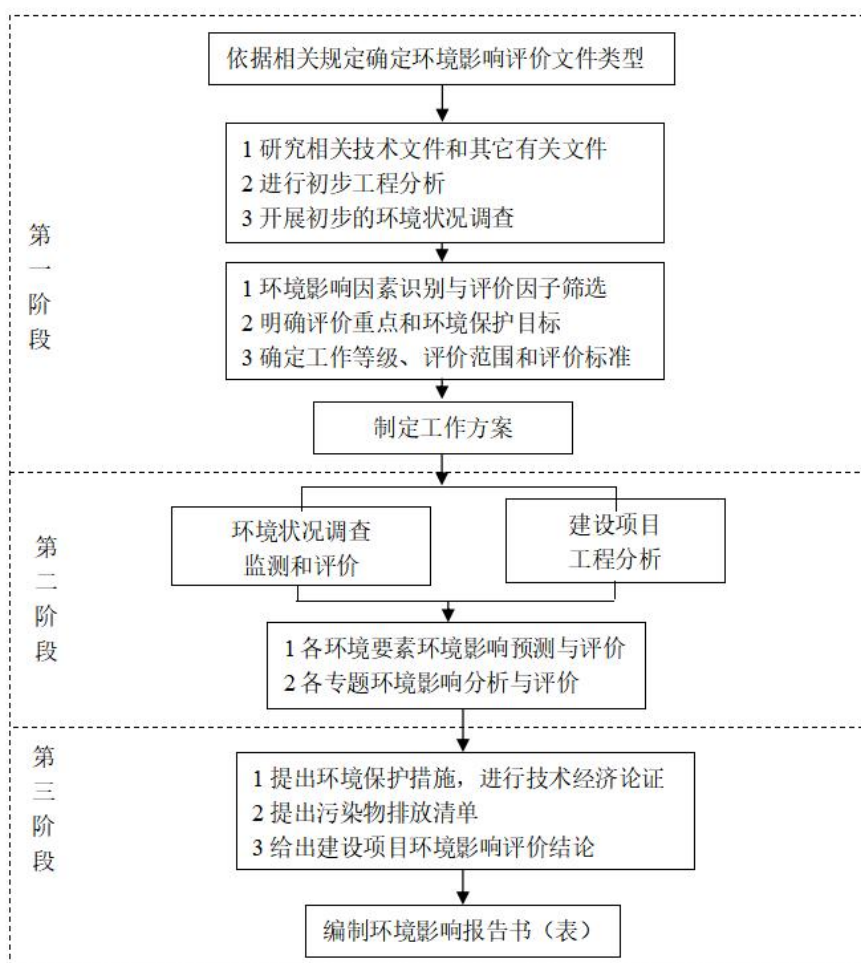 依据相关规定确定环境影响评价文件类型
1 研究相关技术文件和其它有关文件
2 进行初步工程分析
3 开展初步的环境状况调查
第一阶段
1 环境影响因素识别与评价因子筛选
2 明确评价重点和环境保护目标
3 确定工作等级、评价范围和评价标准
制定工作方案
第二阶段
环境状况调查
监测和评价
建设项目
工程分析
1 各环境要素环境影响预测与评价
2 各专题环境影响分析与评价
第三阶段
1 提出环境保护措施，进行技术经济论证
2 提出污染物排放清单
3 给出建设项目环境影响评价结论
编制环境影响报告书（表）